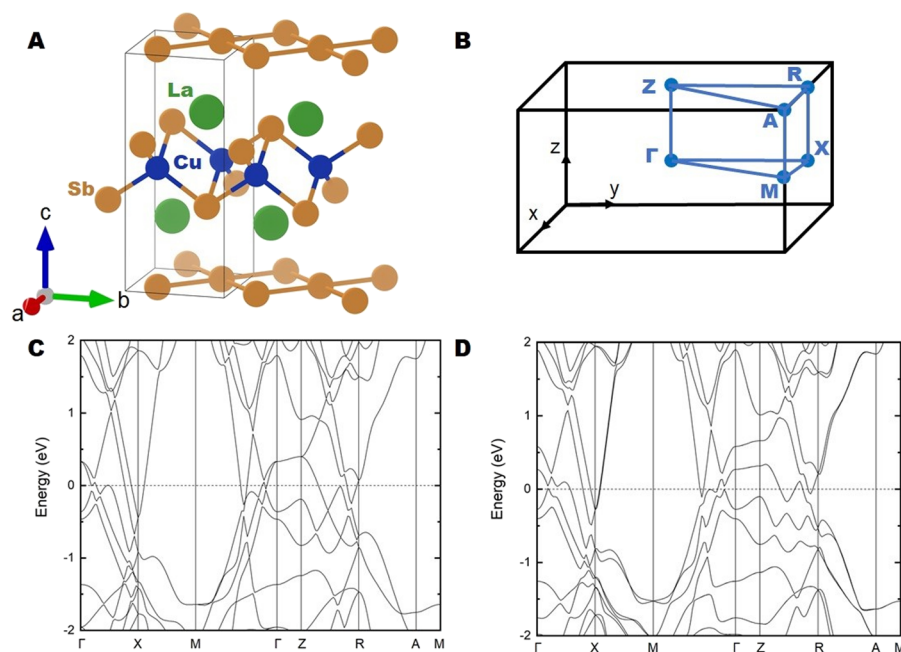 A
La
Cu
Sb
c
b
a
B
Z
R
A
Γ
X
M
z
y
x
C
2
1
0
-1
-2
Energy (eV)
Γ X M Γ Z R A M
D
2
1
0
-1
-2
Energy (eV)
Γ X M Γ Z R A M